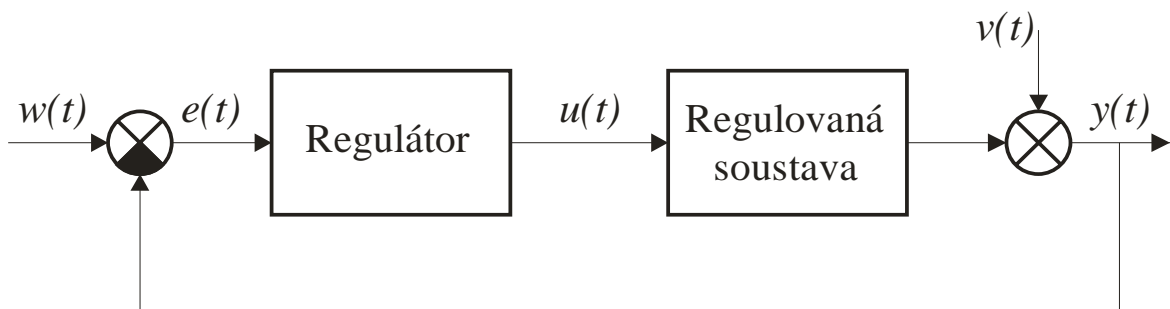 v(t)
w(t)
e(t)
Regulátor
u(t)
Regulovaná
soustava
y(t)